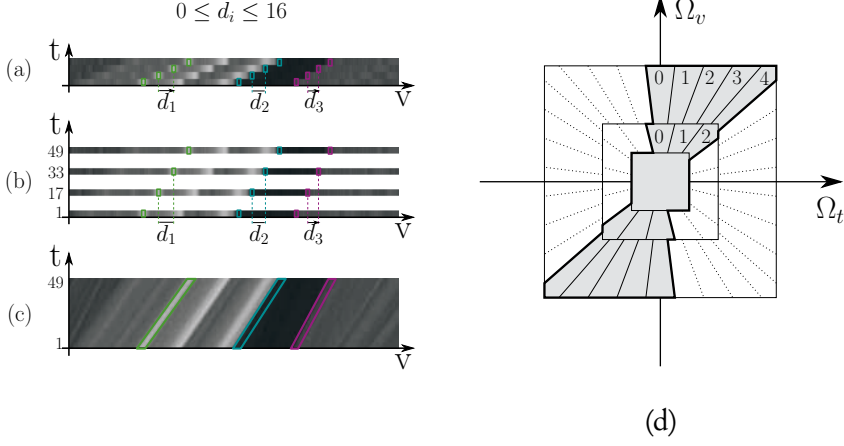 0 ≤ d_i ≤ 16
(a)
t
V
d_1 d_2 d_3
(b)
t
49
33
17
1
V
d_1 d_2 d_3
(c)
t
49
1
V
Ω_v
0 1 2 3 4
0 1 2
Ω_t
(d)